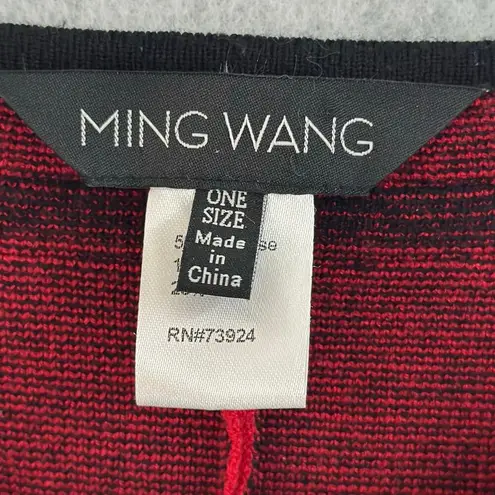 MING WANG
ONE
SIZE
Made
in
China
RN#73924